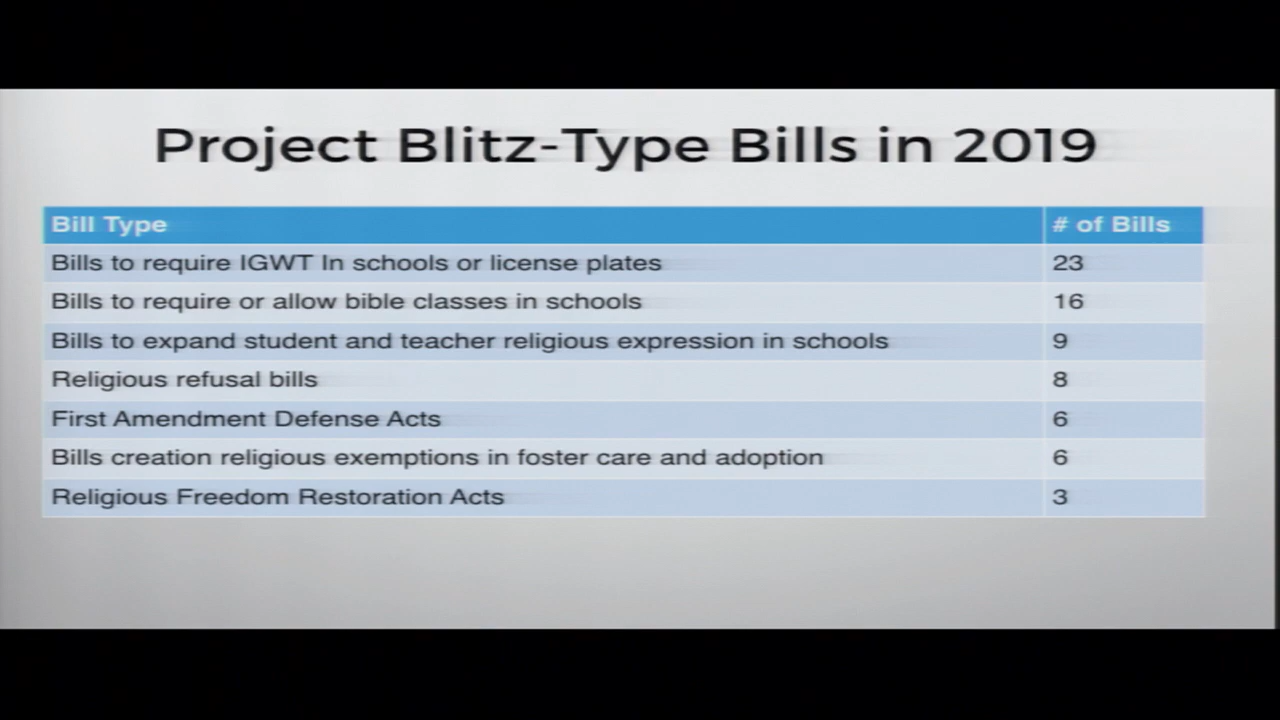 Project Blitz-Type Bills in 2019
Bill Type # of Bills
Bills to require IGWT In schools or license plates 23
Bills to require or allow bible classes in schools 16
Bills to expand student and teacher religious expression in schools 9
Religious refusal bills 8
First Amendment Defense Acts 6
Bills creation religious exemptions in foster care and adoption 6
Religious Freedom Restoration Acts 3